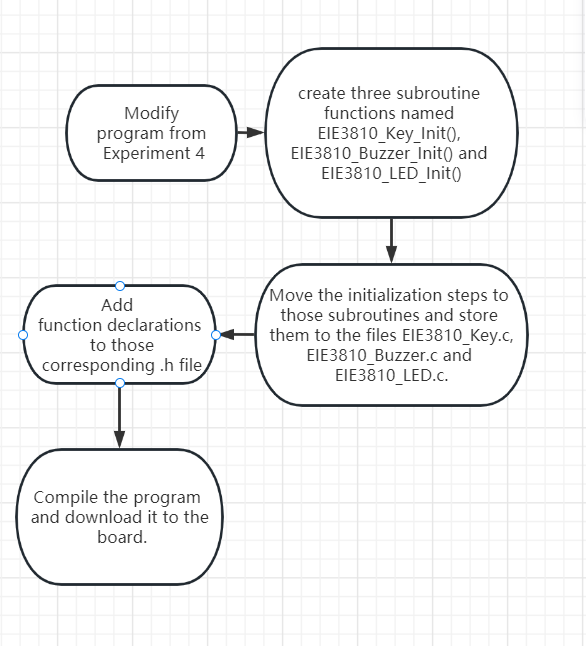 Modify
program from
Experiment 4
create three subroutine
functions named
EIE3810_Key_Init(),
EIE3810_Buzzer_Init() and
EIE3810_LED_Init()
Move the initialization steps to
those subroutines and store
them to the files EIE3810_Key.c,
EIE3810_Buzzer.c and
EIE3810_LED.c.
Add
function declarations
to those
corresponding .h file
Compile the program
and download it to the
board.